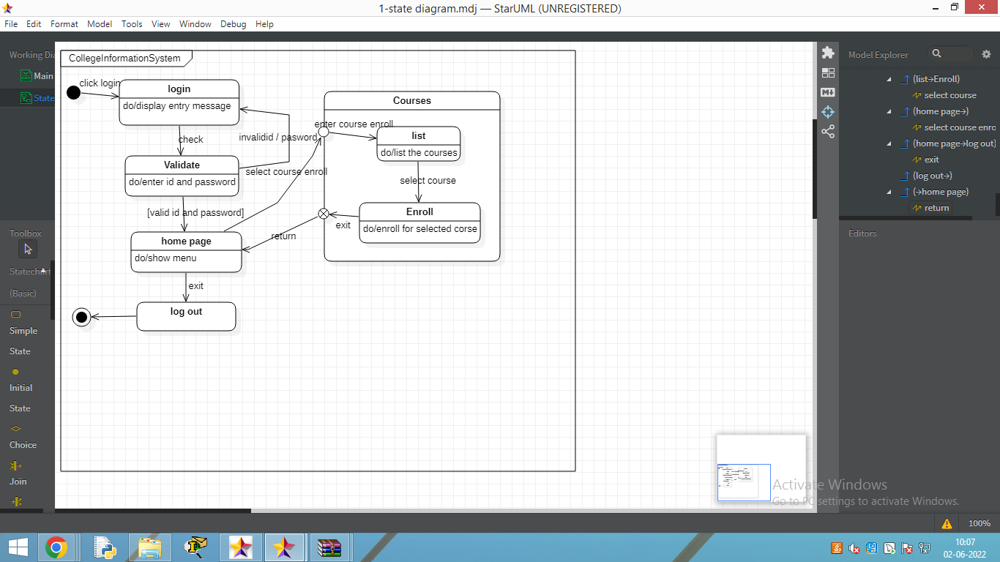 1-state diagram.mdj — StarUML (UNREGISTERED)
File Edit Format Model Tools View Window Debug Help
Working Dia
Main
State
CollegeInformationSystem
click login
login
do/display entry message
check
invalidid / pasword
Validate
do/enter id and password
select course enroll
[valid id and password]
home page
do/show menu
return
exit
log out
Courses
enter course enroll
list
do/list the courses
select course
Enroll
do/enroll for selected corse
exit
Toolbox
Statechart
(Basic)
Simple
State
Initial
State
Choice
Join
Model Explorer
(list→Enroll)
select course
(home page→)
select course enro
(home page→log out)
exit
(log out→)
(→home page)
return
Editors
Activate Windows
Go to PC settings to activate Windows.
100%
10:07
02-06-2022